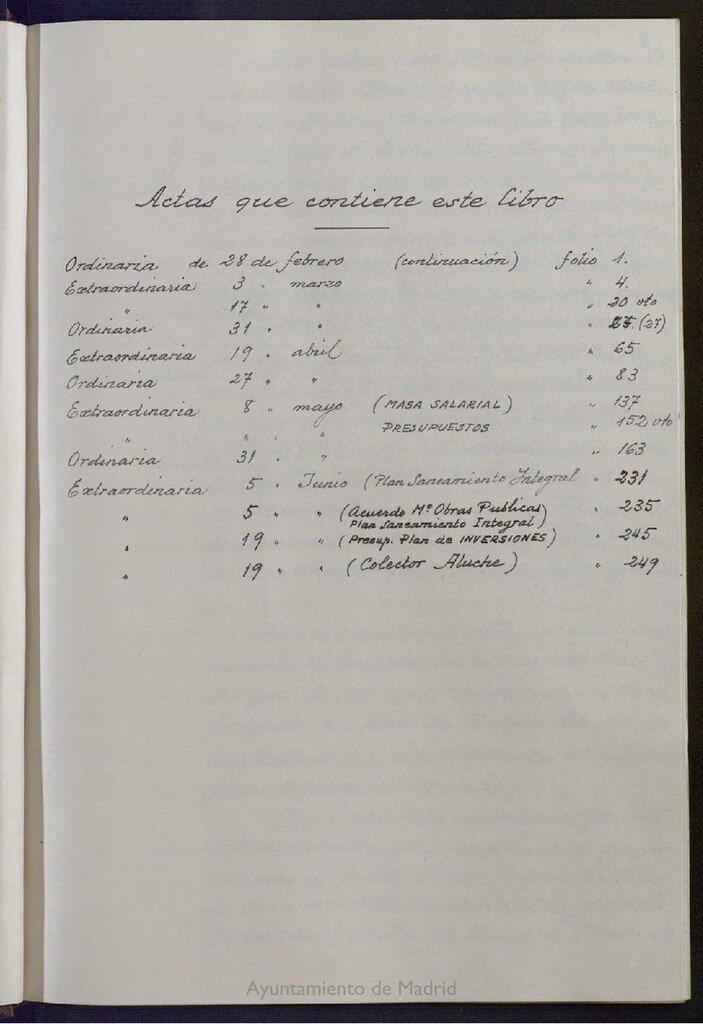 Actas que contiene este libro
Ordinaria de 28 de febrero (continuación) folio 1.
Extraordinaria 3 " marzo " 4.
" 17 " " " 20 vto
Ordinaria 31 " " " (27)
Extraordinaria 19 " abril " 65
Ordinaria 27 " " " 83
Extraordinaria 8 " mayo (MASA SALARIAL) " 137
" " " PRESUPUESTOS " 152 vto
Ordinaria 31 " " " 163
Extraordinaria 5 " Junio (Plan Saneamiento Integral " 231
" 5 " " (Acuerdo Mº Obras Publicas) " 235
Plan Saneamiento Integral)
" 19 " " (Presup. Plan de INVERSIONES) " 245
" 19 " " (Colector Aluche) " 249
Ayuntamiento de Madrid